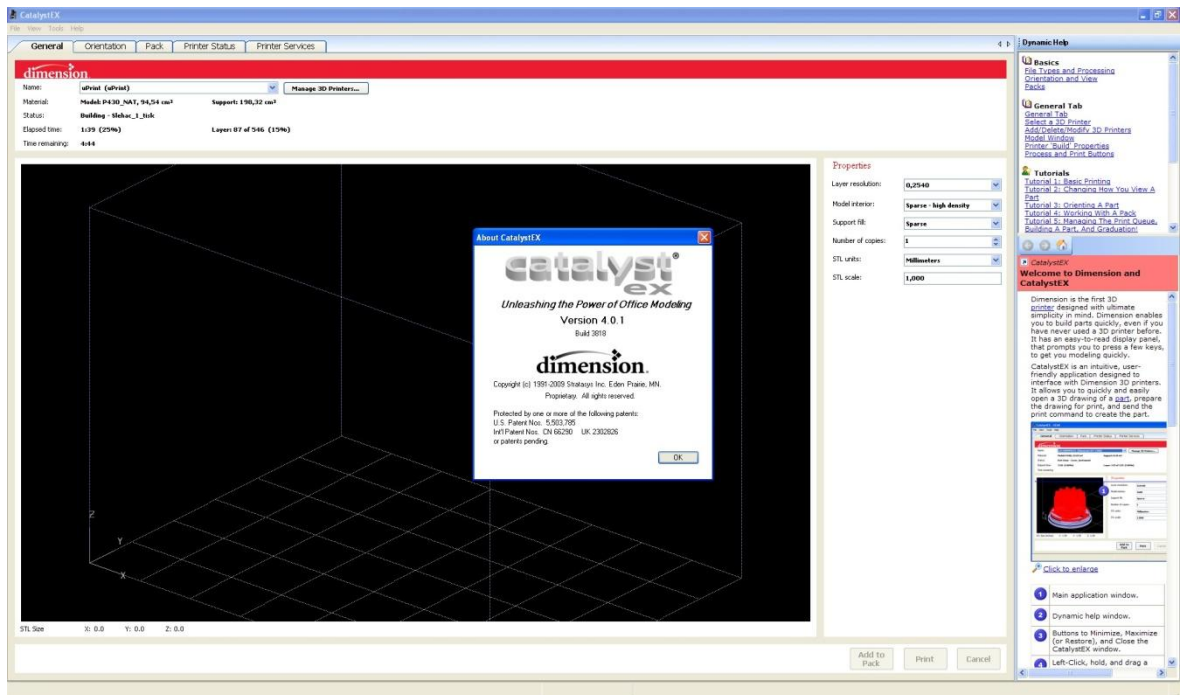 CatalystEX
File View Tools Help
General Orientation Pack Printer Status Printer Services
dimension
Name: uPrint (uPrint) Manage 3D Printers...
Material: Model: P430_NAT, 94,54 cm³ Support: 198,32 cm³
Status: Building - Slehac_1_tisk
Elapsed time: 1:39 (25%) Layer: 87 of 546 (15%)
Time remaining: 4:44
Z
Y
X
STL Size X: 0.0 Y: 0.0 Z: 0.0
About CatalystEX
catalyst®
ex
Unleashing the Power of Office Modeling
Version 4.0.1
Build 3818
dimension.
Copyright (c) 1991-2009 Stratasys Inc. Eden Prairie, MN.
Proprietary. All rights reserved.
Protected by one or more of the following patents:
U.S. Patent Nos. 5,503,785
Int'l Patent Nos. CN 66290 UK 2302826
or patents pending.
OK
Properties
Layer resolution: 0,2540
Model interior: Sparse - high density
Support fill: Sparse
Number of copies: 1
STL units: Millimeters
STL scale: 1,000
Add to
Pack
Print
Cancel
Dynamic Help
Basics
File Types and Processing
Orientation and View
Packs
General Tab
General Tab
Select a 3D Printer
Add/Delete/Modify 3D Printers
Model Window
Printer 'Build' Properties
Process and Print Buttons
Tutorials
Tutorial 1: Basic Printing
Tutorial 2: Changing How You View A
Part
Tutorial 3: Orienting A Part
Tutorial 4: Working With A Pack
Tutorial 5: Managing The Print Queue,
Building A Part, And Graduation!
CatalystEX
Welcome to Dimension and
CatalystEX
Dimension is the first 3D
printer designed with ultimate
simplicity in mind. Dimension enables
you to build parts quickly, even if you
have never used a 3D printer before.
It has an easy-to-read display panel,
that prompts you to press a few keys,
to get you modeling quickly.
CatalystEX is an intuitive, user-
friendly application designed to
interface with Dimension 3D printers.
It allows you to quickly and easily
open a 3D drawing of a part, prepare
the drawing for print, and send the
print command to create the part.
Click to enlarge
1 Main application window.
2 Dynamic help window.
3 Buttons to Minimize, Maximize
(or Restore), and Close the
CatalystEX window.
4 Left-Click, hold, and drag a